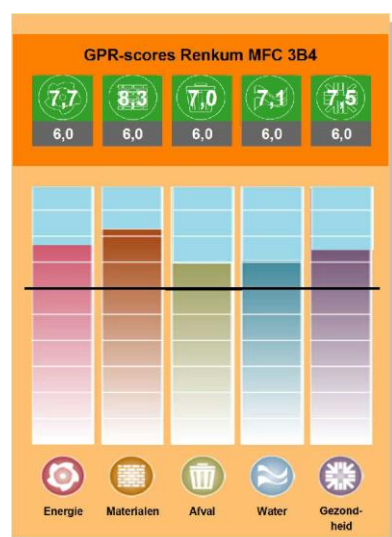 GPR-scores Renkum MFC 3B4
7,7 8,3 7,0 7,1 7,5
6,0 6,0 6,0 6,0 6,0
Energie Materialen Afval Water Gezond-
heid